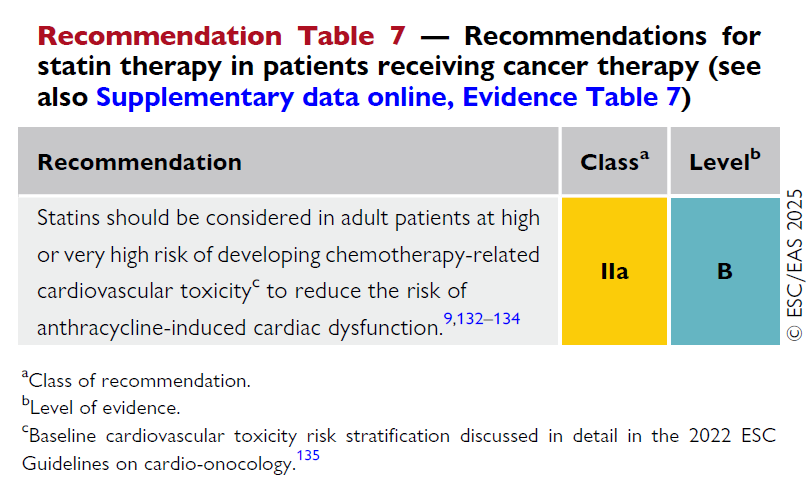 Recommendation Table 7 — Recommendations for
statin therapy in patients receiving cancer therapy (see
also Supplementary data online, Evidence Table 7)
Recommendation Classᵃ Levelᵇ
Statins should be considered in adult patients at high
or very high risk of developing chemotherapy-related
cardiovascular toxicityᶜ to reduce the risk of
anthracycline-induced cardiac dysfunction.⁹,¹³²–¹³⁴
IIa
B
© ESC/EAS 2025
ᵃClass of recommendation.
ᵇLevel of evidence.
ᶜBaseline cardiovascular toxicity risk stratification discussed in detail in the 2022 ESC
Guidelines on cardio-onocology.¹³⁵